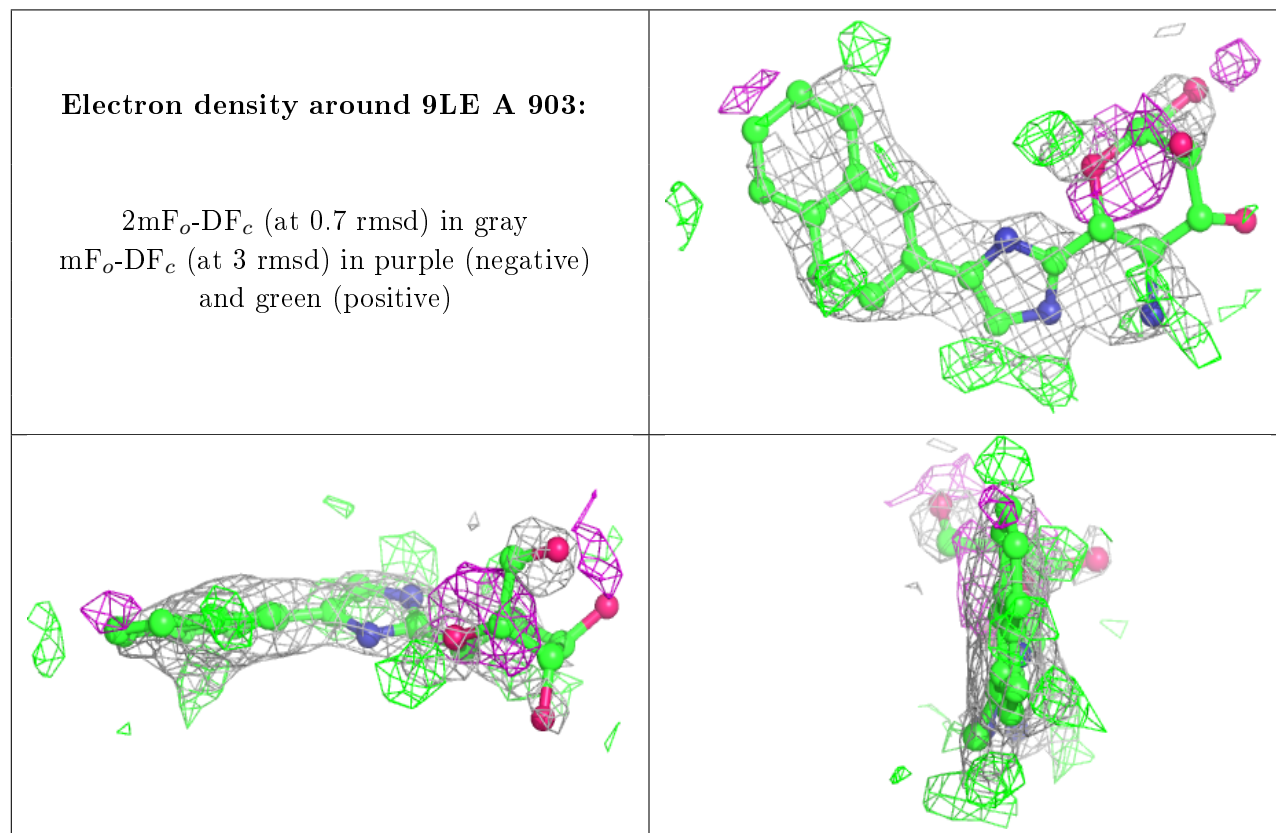 Electron density around 9LE A 903:
2mFo-DFc (at 0.7 rmsd) in gray
mFo-DFc (at 3 rmsd) in purple (negative)
and green (positive)